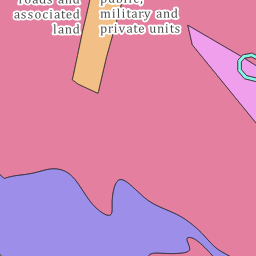 roads and
associated
land
public,
military and
private units